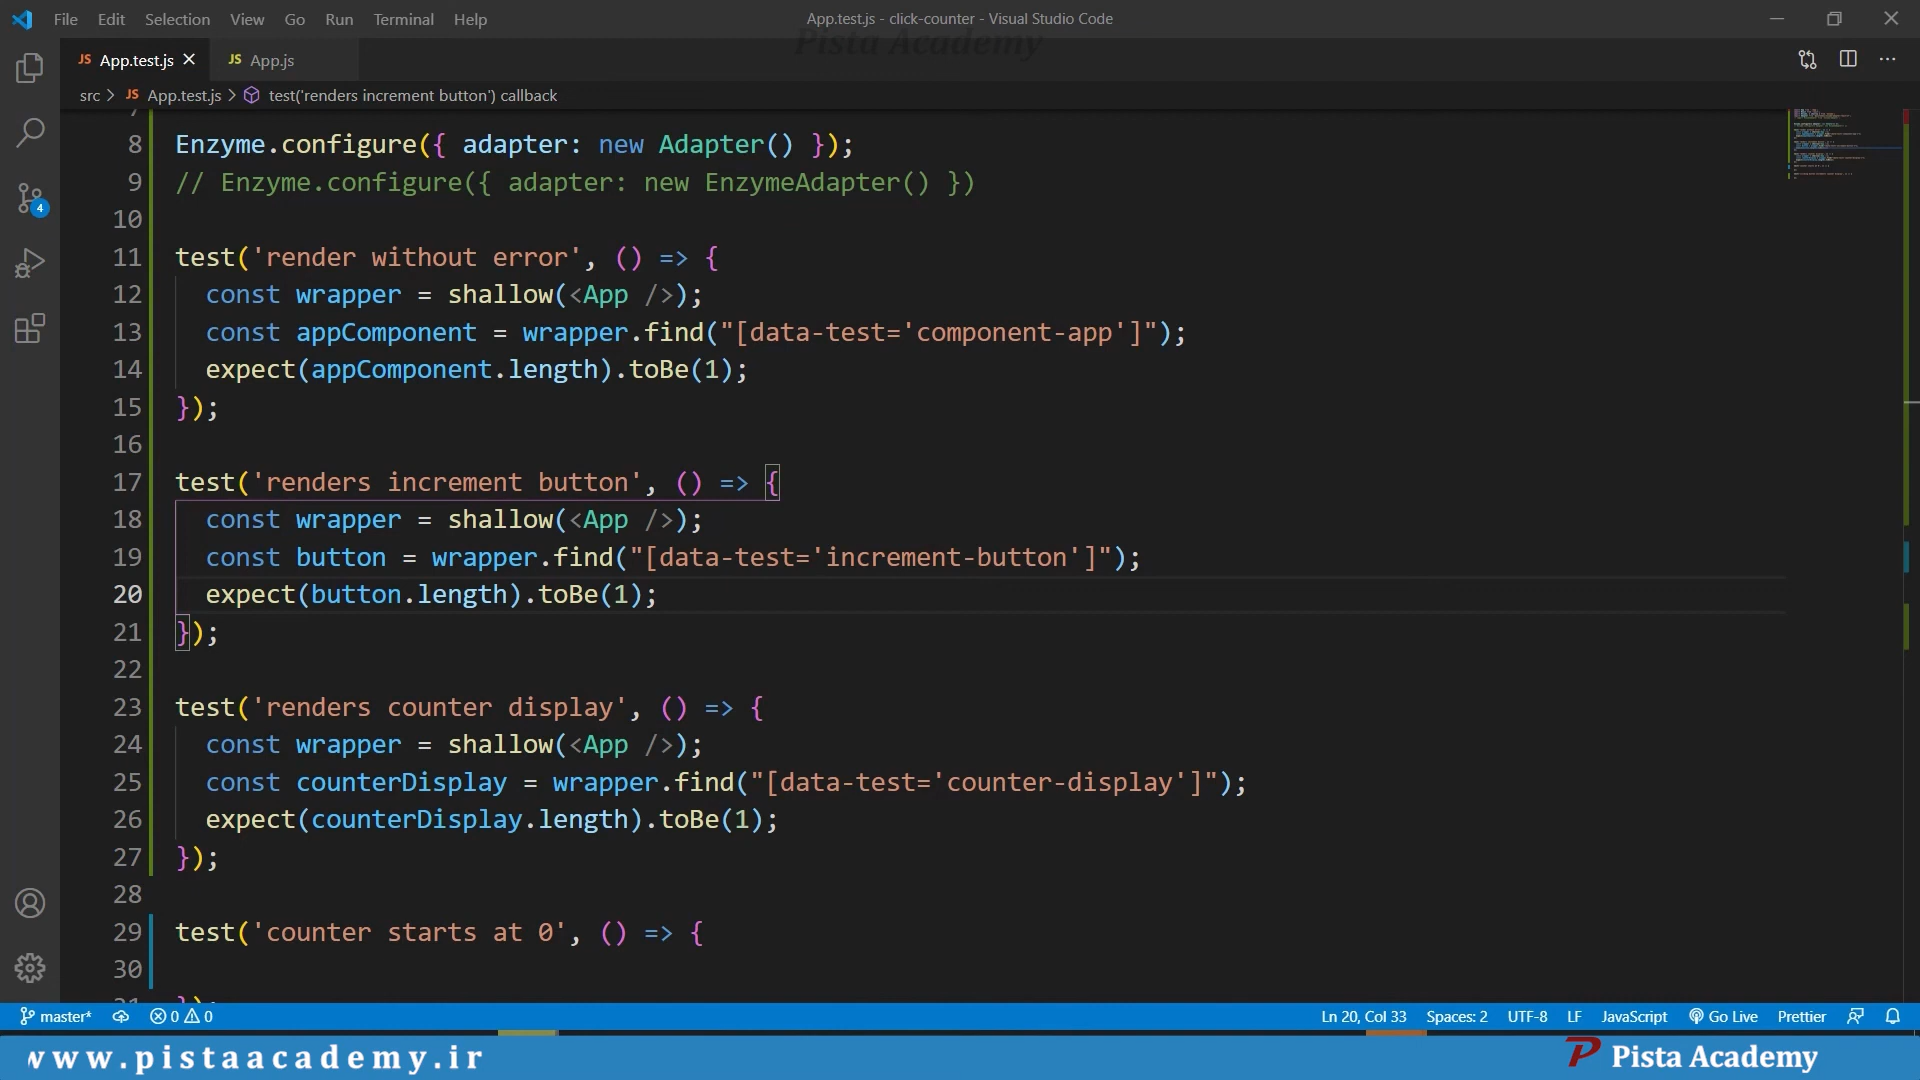 File Edit Selection View Go Run Terminal Help
App.test.js - click-counter - Visual Studio Code
Pista Academy
JS App.test.js
JS App.js
src > JS App.test.js > test('renders increment button') callback
7
8 Enzyme.configure({ adapter: new Adapter() });
9 // Enzyme.configure({ adapter: new EnzymeAdapter() })
10
11 test('render without error', () => {
12 const wrapper = shallow(<App />);
13 const appComponent = wrapper.find("[data-test='component-app']");
14 expect(appComponent.length).toBe(1);
15 });
16
17 test('renders increment button', () => {
18 const wrapper = shallow(<App />);
19 const button = wrapper.find("[data-test='increment-button']");
20 expect(button.length).toBe(1);
21 });
22
23 test('renders counter display', () => {
24 const wrapper = shallow(<App />);
25 const counterDisplay = wrapper.find("[data-test='counter-display']");
26 expect(counterDisplay.length).toBe(1);
27 });
28
29 test('counter starts at 0', () => {
30
31 });
4
master* 0 0
Ln 20, Col 33 Spaces: 2 UTF-8 LF JavaScript Go Live Prettier
www.pistaacademy.ir
Pista Academy